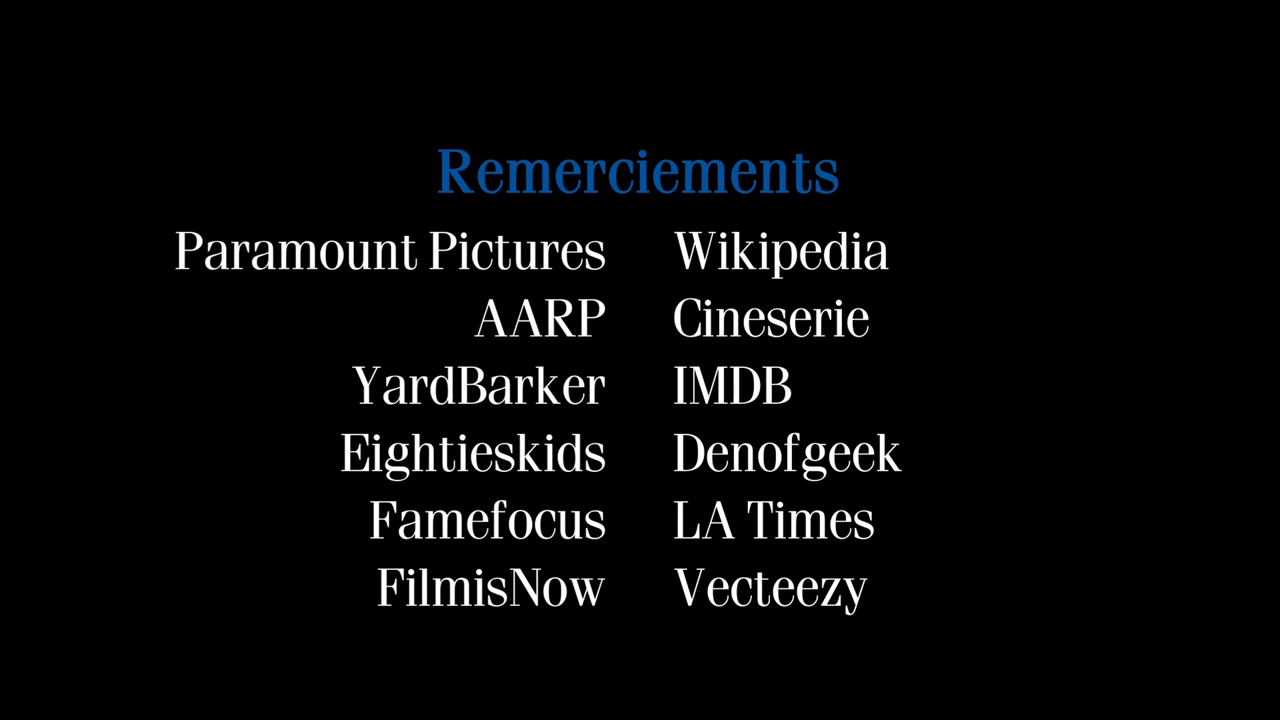 Remerciements
Paramount Pictures Wikipedia
AARP Cineserie
YardBarker IMDB
Eightieskids Denofgeek
Famefocus LA Times
FilmisNow Vecteezy